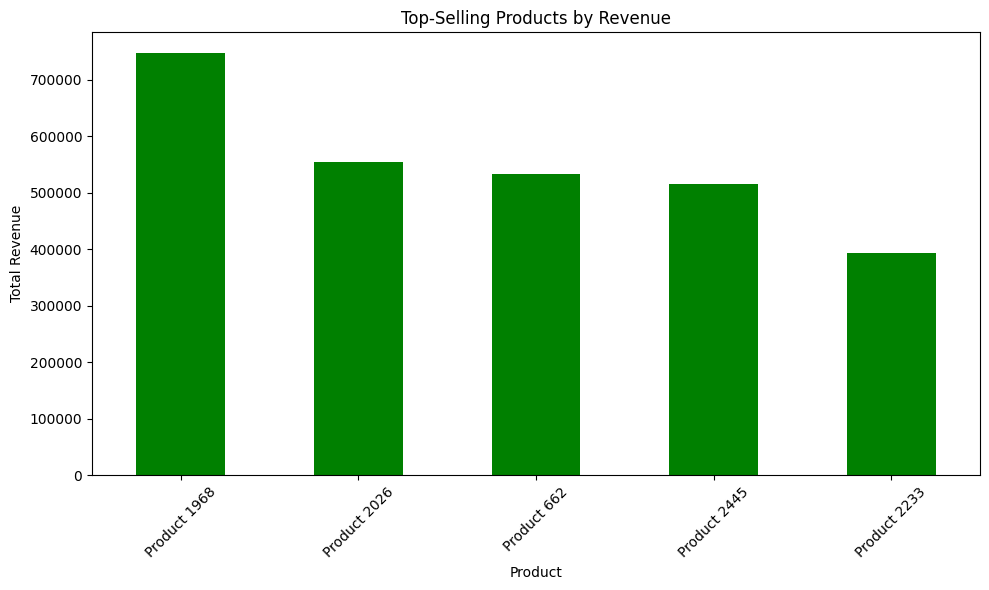 Top-Selling Products by Revenue
Total Revenue
700000
600000
500000
400000
300000
200000
100000
0
Product 1968
Product 2026
Product 662
Product 2445
Product 2233
Product